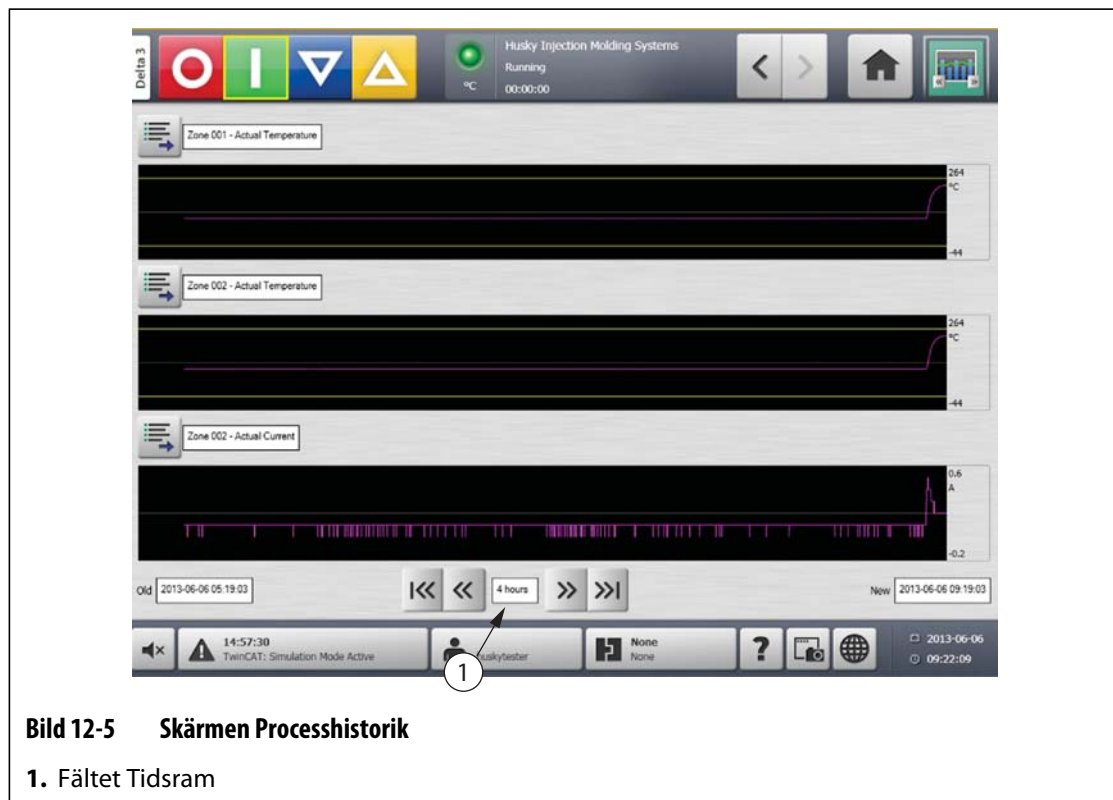 Delta 3
°C
Husky Injection Molding Systems
Running
00:00:00
Zone 001 - Actual Temperature
264
°C
-44
Zone 002 - Actual Temperature
264
°C
-44
Zone 002 - Actual Current
0.6
A
-0.2
Old 2013-06-06 05:19:03
4 hours
New 2013-06-06 09:19:03
14:57:30
TwinCAT: Simulation Mode Active
huskytester
None
None
?
2013-06-06
09:22:09
1
Bild 12-5 Skärmen Processhistorik
1. Fältet Tidsram